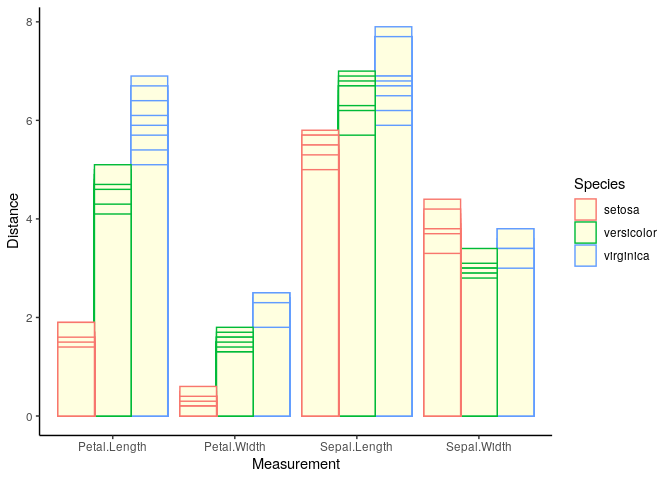 8
6
4
2
0
Distance
Petal.Length
Petal.Width
Sepal.Length
Sepal.Width
Measurement
Species
setosa
versicolor
virginica